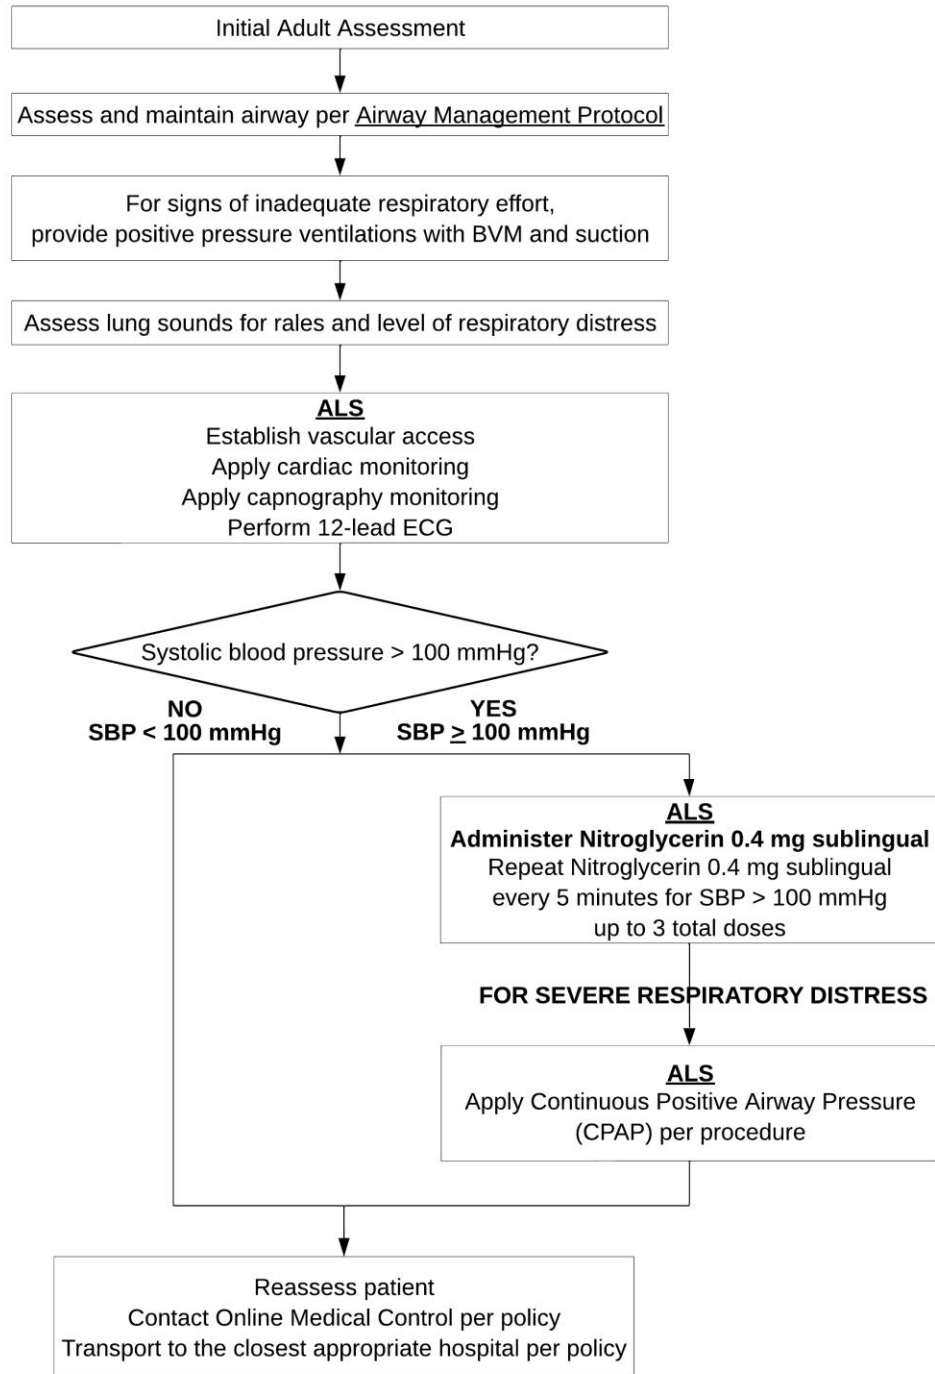 Initial Adult Assessment
Assess and maintain airway per Airway Management Protocol
For signs of inadequate respiratory effort,
provide positive pressure ventilations with BVM and suction
Assess lung sounds for rales and level of respiratory distress
ALS
Establish vascular access
Apply cardiac monitoring
Apply capnography monitoring
Perform 12-lead ECG
Systolic blood pressure > 100 mmHg?
NO
SBP < 100 mmHg
YES
SBP ≥ 100 mmHg
ALS
Administer Nitroglycerin 0.4 mg sublingual
Repeat Nitroglycerin 0.4 mg sublingual
every 5 minutes for SBP > 100 mmHg
up to 3 total doses
FOR SEVERE RESPIRATORY DISTRESS
ALS
Apply Continuous Positive Airway Pressure
(CPAP) per procedure
Reassess patient
Contact Online Medical Control per policy
Transport to the closest appropriate hospital per policy